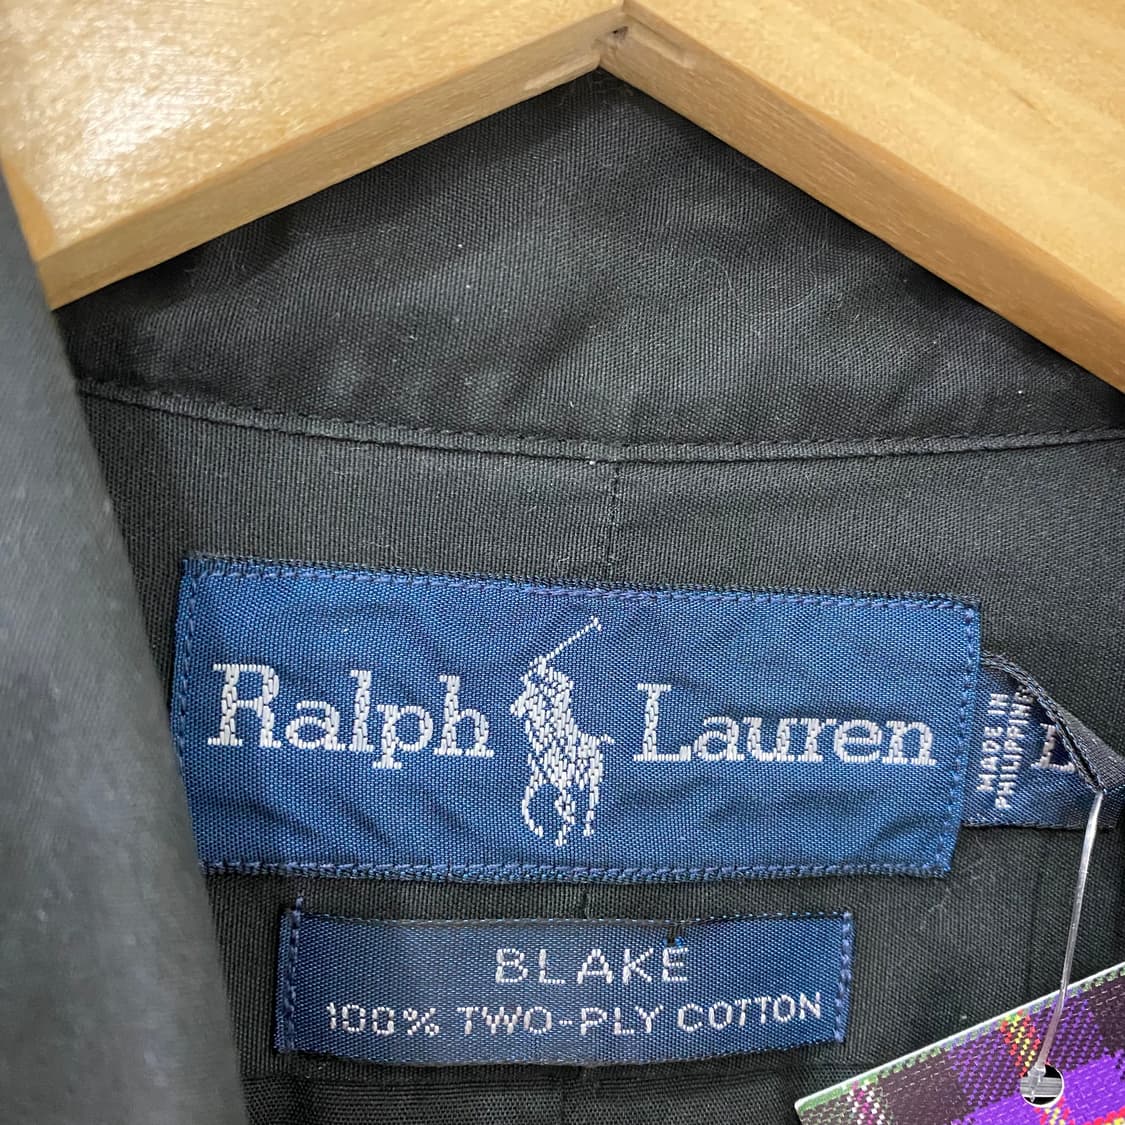 Ralph Lauren
MADE IN
PHILIPPINES
L
BLAKE
100% TWO-PLY COTTON